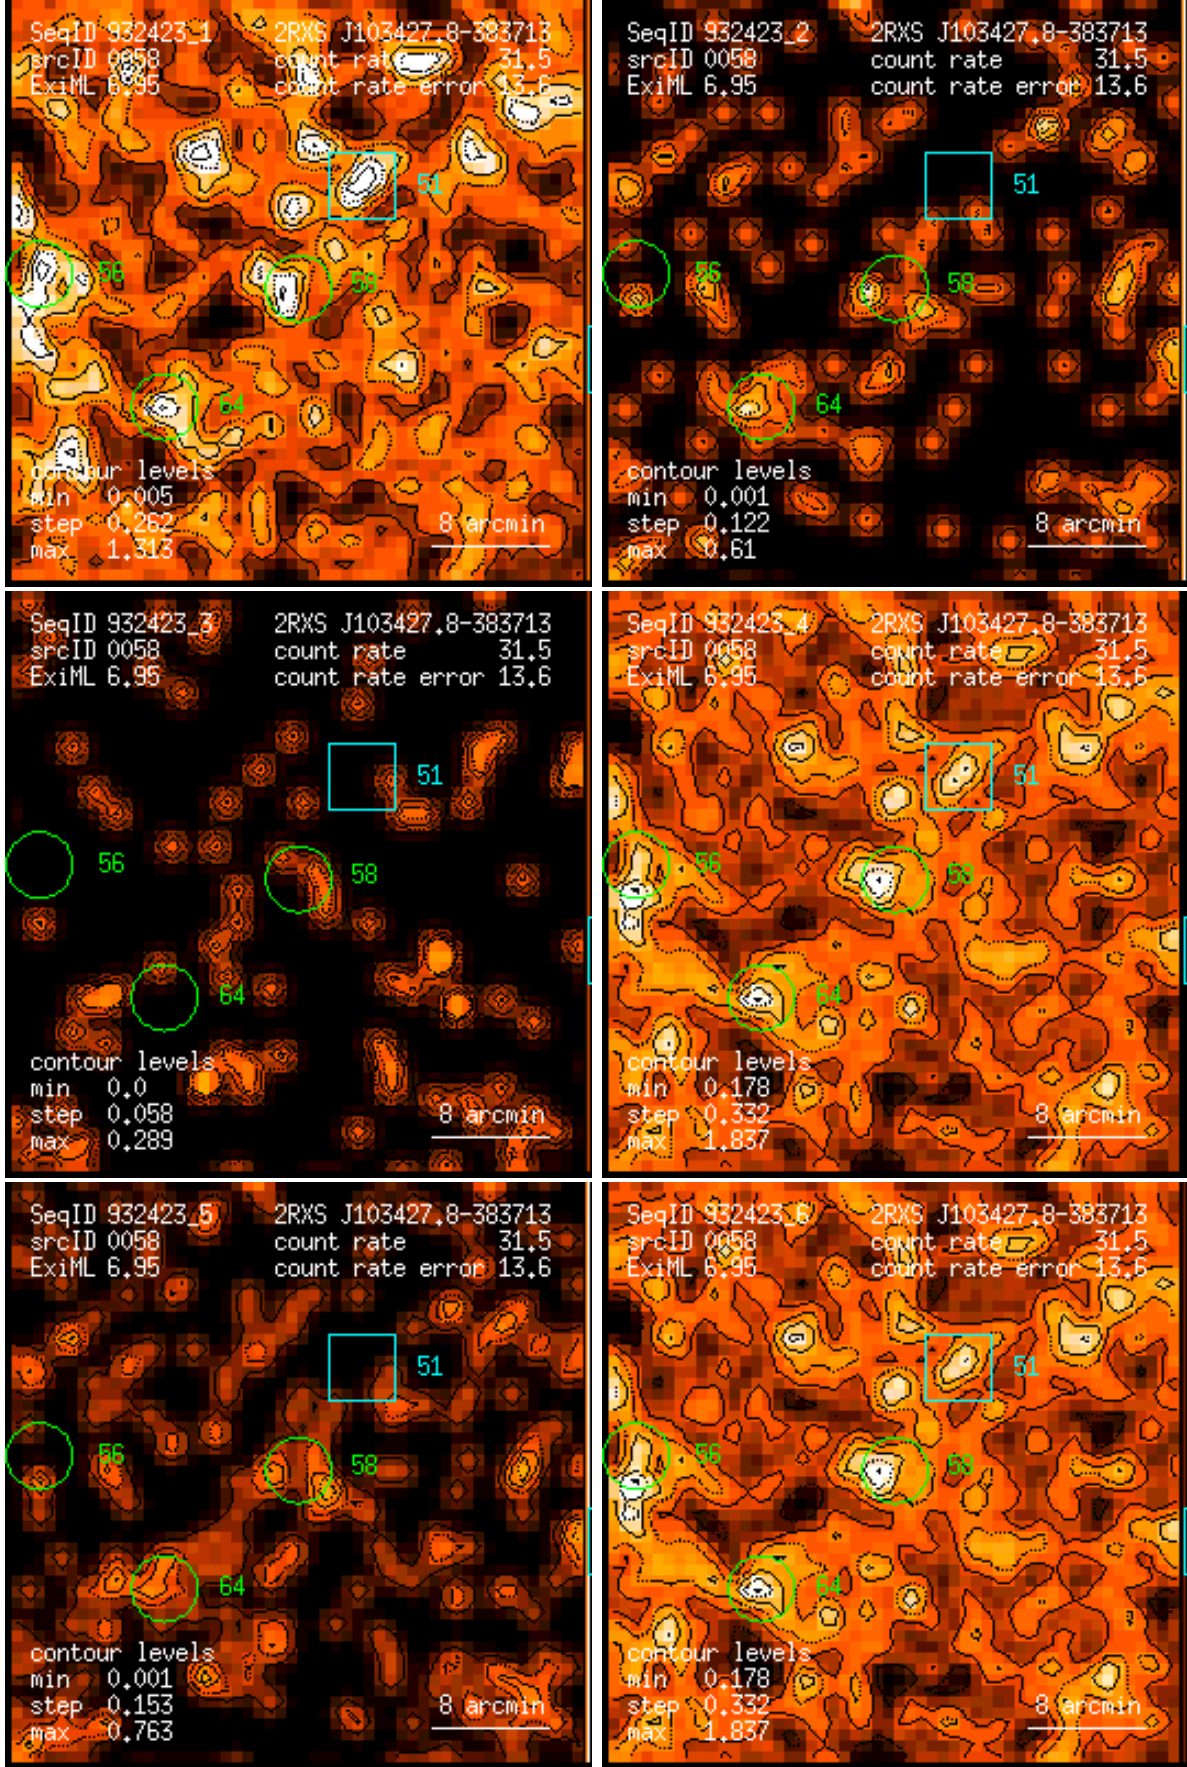 SeqID 932423_1 2RXS J103427.8-383713
srcID 0058 count rate 31.5
ExiML 6.95 count rate error 13.6
51
56
58
64
contour levels
min 0.005
step 0.262 8 arcmin
max 1.313
SeqID 932423_2 2RXS J103427.8-383713
srcID 0058 count rate 31.5
ExiML 6.95 count rate error 13.6
51
56
58
64
contour levels
min 0.001
step 0.122 8 arcmin
max 0.61
SeqID 932423_3 2RXS J103427.8-383713
srcID 0058 count rate 31.5
ExiML 6.95 count rate error 13.6
51
56
58
64
contour levels
min 0.0
step 0.058 8 arcmin
max 0.289
SeqID 932423_4 2RXS J103427.8-383713
srcID 0058 count rate 31.5
ExiML 6.95 count rate error 13.6
51
56
58
64
contour levels
min 0.178
step 0.332 8 arcmin
max 1.837
SeqID 932423_5 2RXS J103427.8-383713
srcID 0058 count rate 31.5
ExiML 6.95 count rate error 13.6
51
56
58
64
contour levels
min 0.001
step 0.153 8 arcmin
max 0.763
SeqID 932423_6 2RXS J103427.8-383713
srcID 0058 count rate 31.5
ExiML 6.95 count rate error 13.6
51
56
58
64
contour levels
min 0.178
step 0.332 8 arcmin
max 1.837